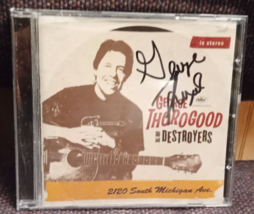 in stereo
George
GEORGE
THOROGOOD
AND THE
DESTROYERS
2120 South Michigan Ave.